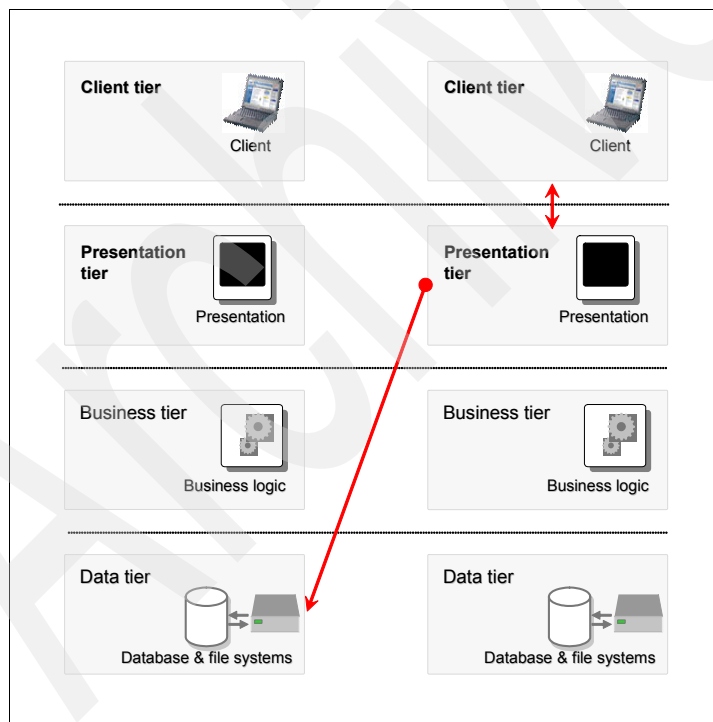 Client tier
Client
Client tier
Client
Presentation
tier
Presentation
Presentation
tier
Presentation
Business tier
Business logic
Business tier
Business logic
Data tier
Database & file systems
Data tier
Database & file systems